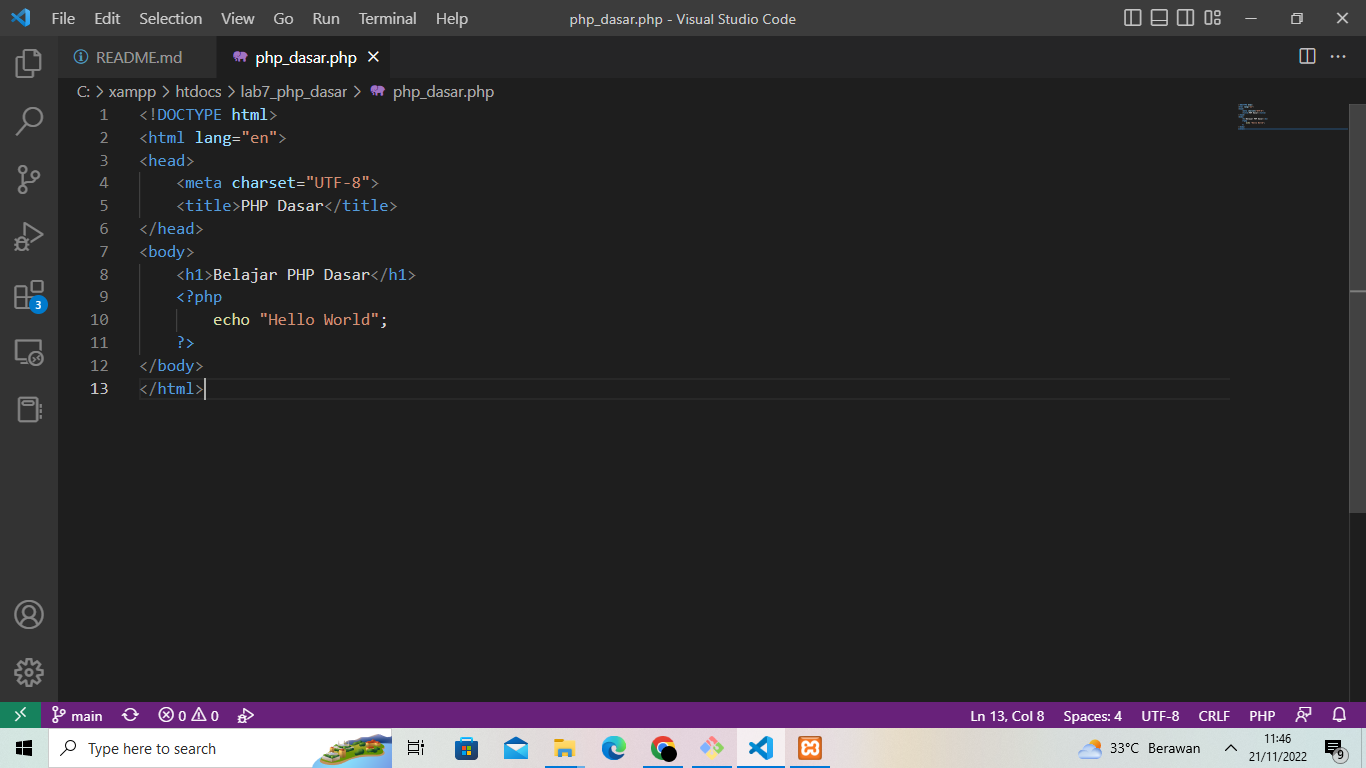 File Edit Selection View Go Run Terminal Help php_dasar.php - Visual Studio Code
README.md php_dasar.php
C: > xampp > htdocs > lab7_php_dasar > php_dasar.php
1 <!DOCTYPE html>
2 <html lang="en">
3 <head>
4     <meta charset="UTF-8">
5     <title>PHP Dasar</title>
6 </head>
7 <body>
8     <h1>Belajar PHP Dasar</h1>
9     <?php
10         echo "Hello World";
11     ?>
12 </body>
13 </html>
3
main 0 0 Ln 13, Col 8 Spaces: 4 UTF-8 CRLF PHP
Type here to search 33°C Berawan 11:46
21/11/2022 9